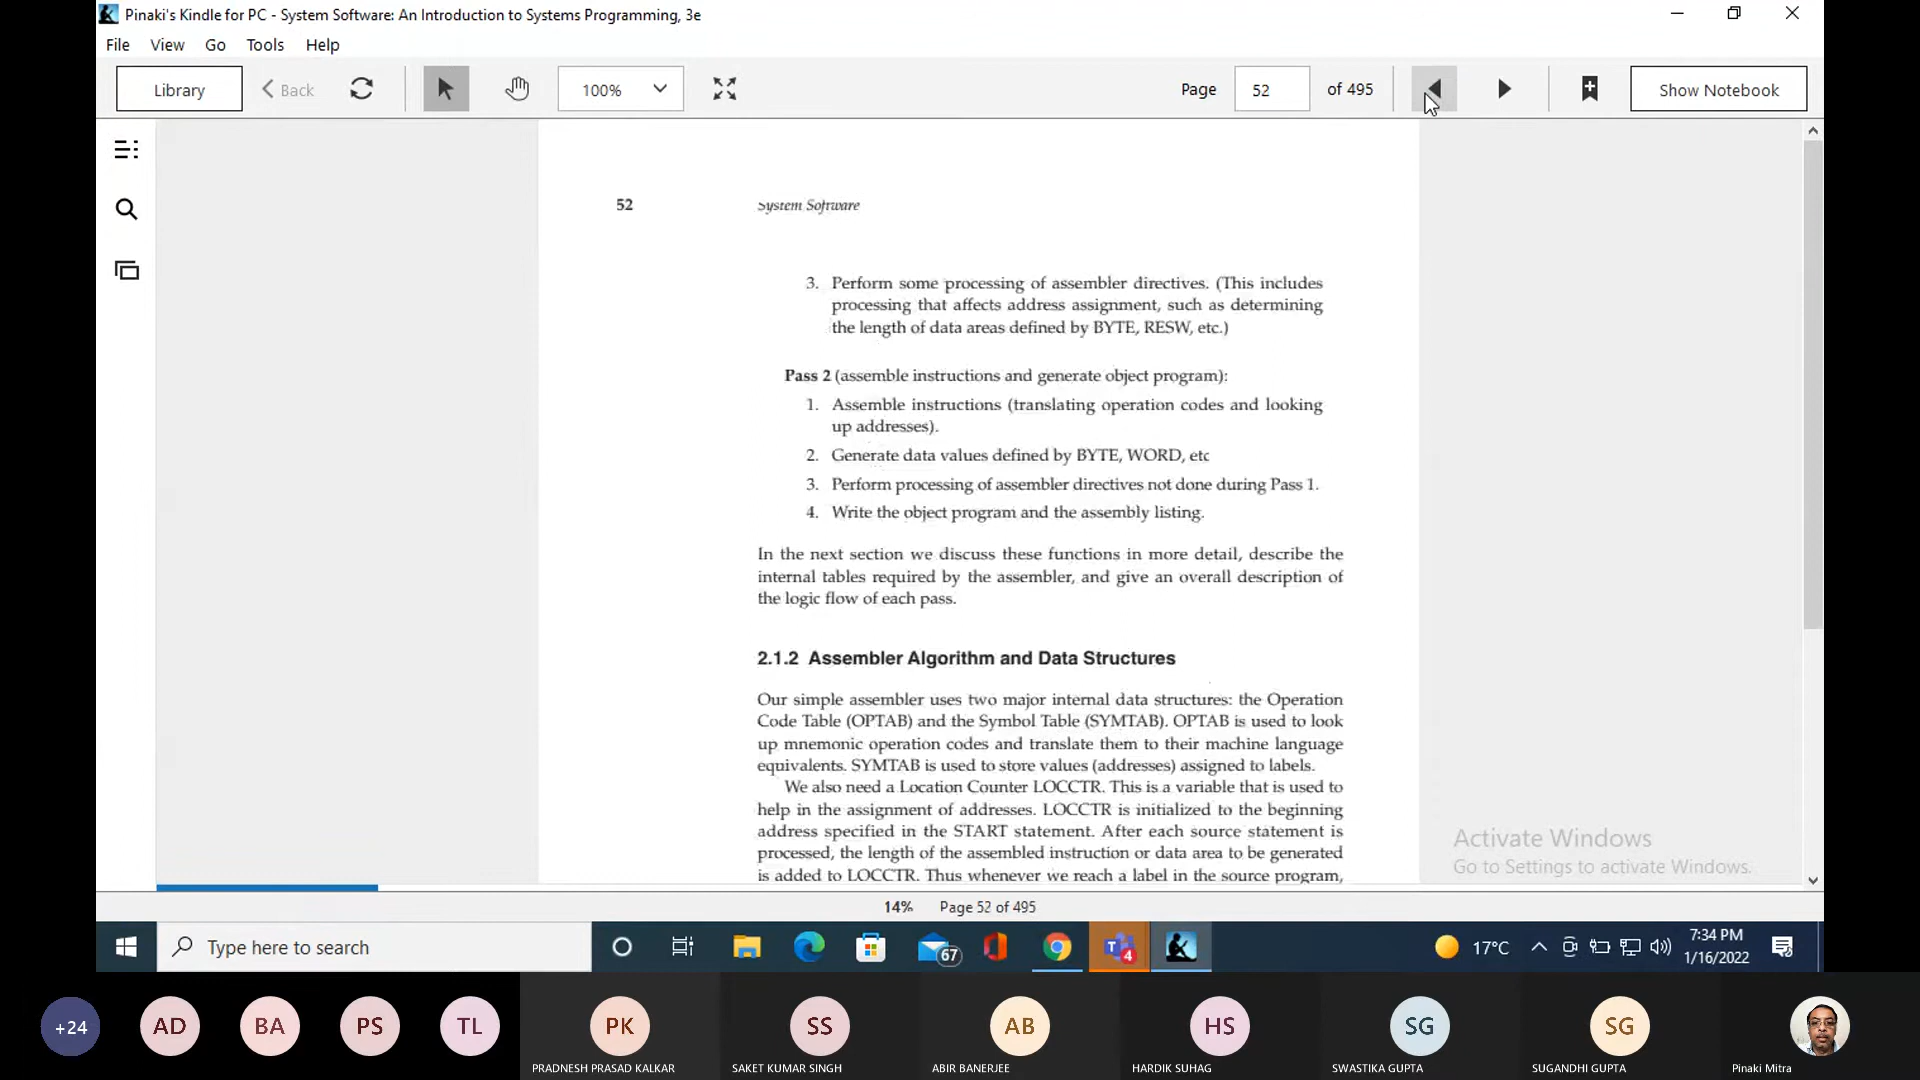 Pinaki's Kindle for PC - System Software: An Introduction to Systems Programming, 3e
File View Go Tools Help
Library Back 100% Page 52 of 495 Show Notebook
52 System Software
3. Perform some processing of assembler directives. (This includes
processing that affects address assignment, such as determining
the length of data areas defined by BYTE, RESW, etc.)
Pass 2 (assemble instructions and generate object program):
1. Assemble instructions (translating operation codes and looking
up addresses).
2. Generate data values defined by BYTE, WORD, etc
3. Perform processing of assembler directives not done during Pass 1.
4. Write the object program and the assembly listing.
In the next section we discuss these functions in more detail, describe the
internal tables required by the assembler, and give an overall description of
the logic flow of each pass.
2.1.2 Assembler Algorithm and Data Structures
Our simple assembler uses two major internal data structures: the Operation
Code Table (OPTAB) and the Symbol Table (SYMTAB). OPTAB is used to look
up mnemonic operation codes and translate them to their machine language
equivalents. SYMTAB is used to store values (addresses) assigned to labels.
We also need a Location Counter LOCCTR. This is a variable that is used to
help in the assignment of addresses. LOCCTR is initialized to the beginning
address specified in the START statement. After each source statement is
processed, the length of the assembled instruction or data area to be generated
is added to LOCCTR. Thus whenever we reach a label in the source program,
Activate Windows
Go to Settings to activate Windows.
14% Page 52 of 495
Type here to search 67 4 17°C 7:34 PM
1/16/2022
+24 AD BA PS TL PK SS AB HS SG SG
PRADNESH PRASAD KALKAR SAKET KUMAR SINGH ABIR BANERJEE HARDIK SUHAG SWASTIKA GUPTA SUGANDHI GUPTA Pinaki Mitra